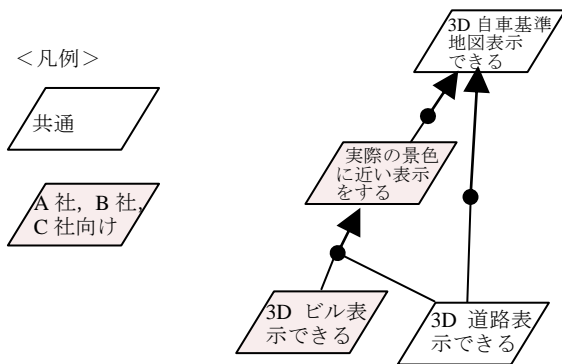 ＜凡例＞
共通
A 社，B 社，
C 社向け
3D 自車基準
地図表示
できる
実際の景色
に近い表示
をする
3D ビル表
示できる
3D 道路表
示できる